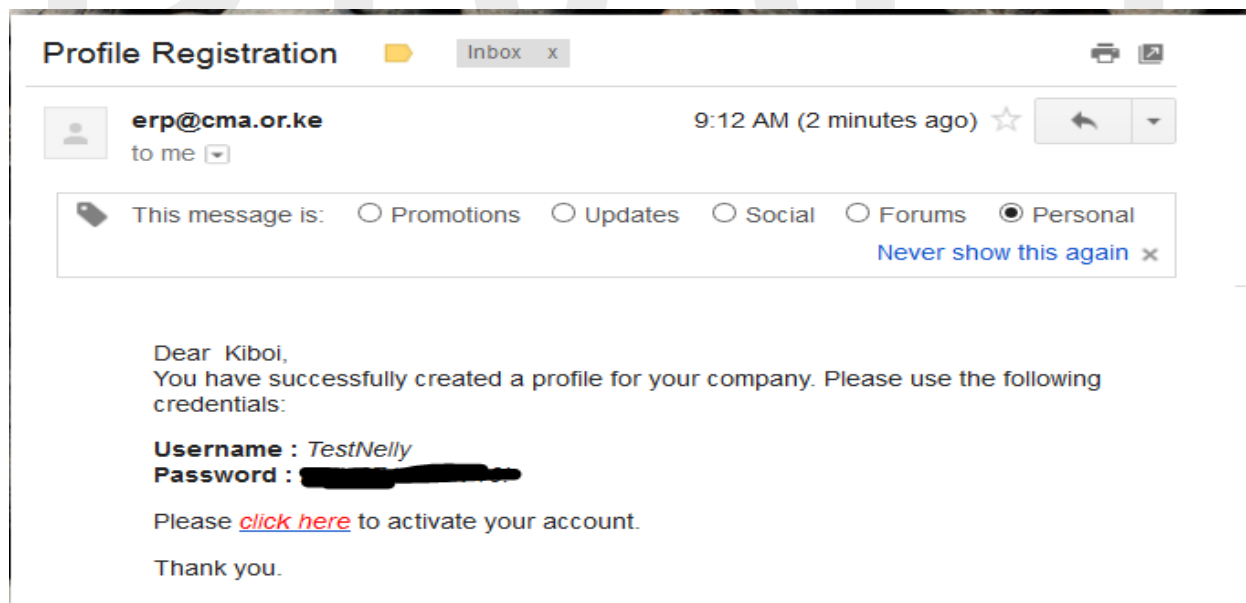 Profile Registration Inbox x
erp@cma.or.ke 9:12 AM (2 minutes ago)
to me
This message is: Promotions Updates Social Forums Personal
Never show this again x
Dear Kiboi,
You have successfully created a profile for your company. Please use the following
credentials:
Username : TestNelly
Password :
Please click here to activate your account.
Thank you.